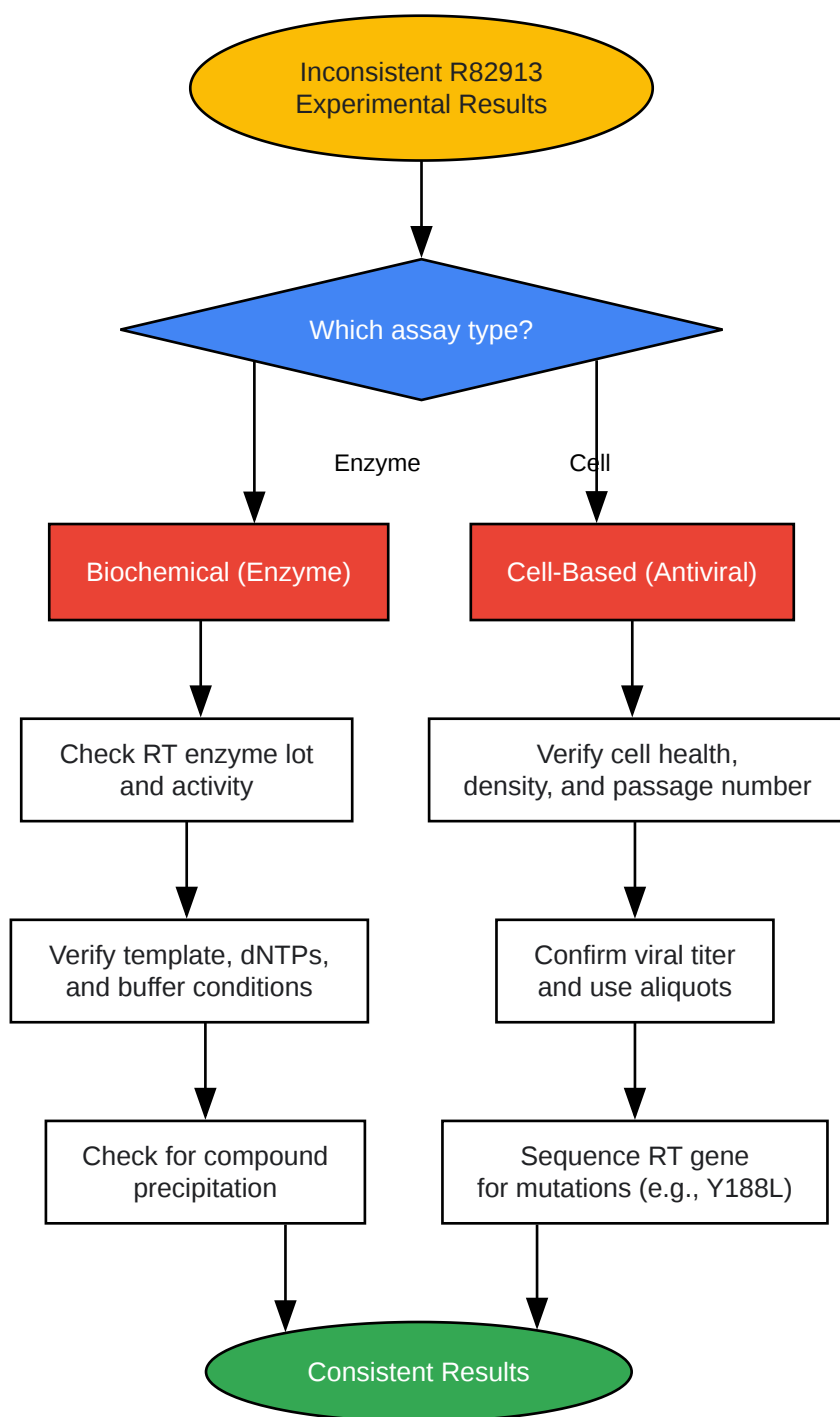 Inconsistent R82913
Experimental Results
Which assay type?
Enzyme
Cell
Biochemical (Enzyme)
Cell-Based (Antiviral)
Check RT enzyme lot
and activity
Verify cell health,
density, and passage number
Verify template, dNTPs,
and buffer conditions
Confirm viral titer
and use aliquots
Check for compound
precipitation
Sequence RT gene
for mutations (e.g., Y188L)
Consistent Results